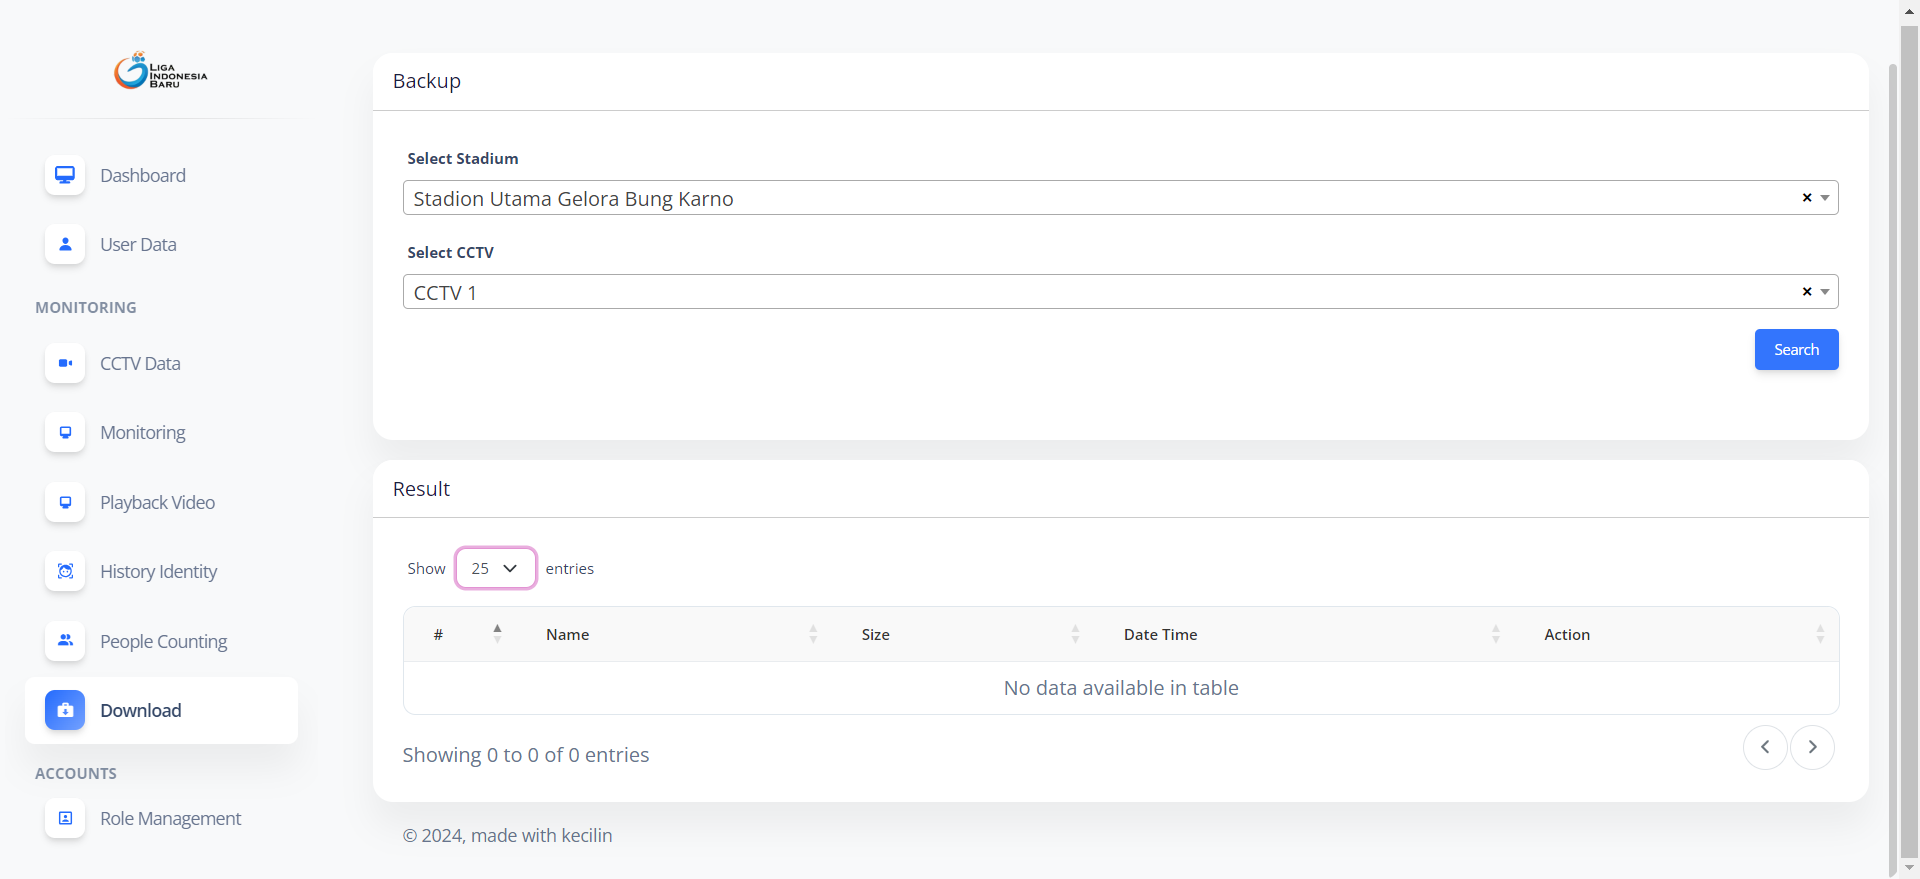 LIGA
INDONESIA
BARU
Dashboard
User Data
MONITORING
CCTV Data
Monitoring
Playback Video
History Identity
People Counting
Download
ACCOUNTS
Role Management
Backup
Select Stadium
Stadion Utama Gelora Bung Karno
Select CCTV
CCTV 1
Search
Result
Show 25 entries
# Name Size Date Time Action
No data available in table
Showing 0 to 0 of 0 entries
© 2024, made with kecilin